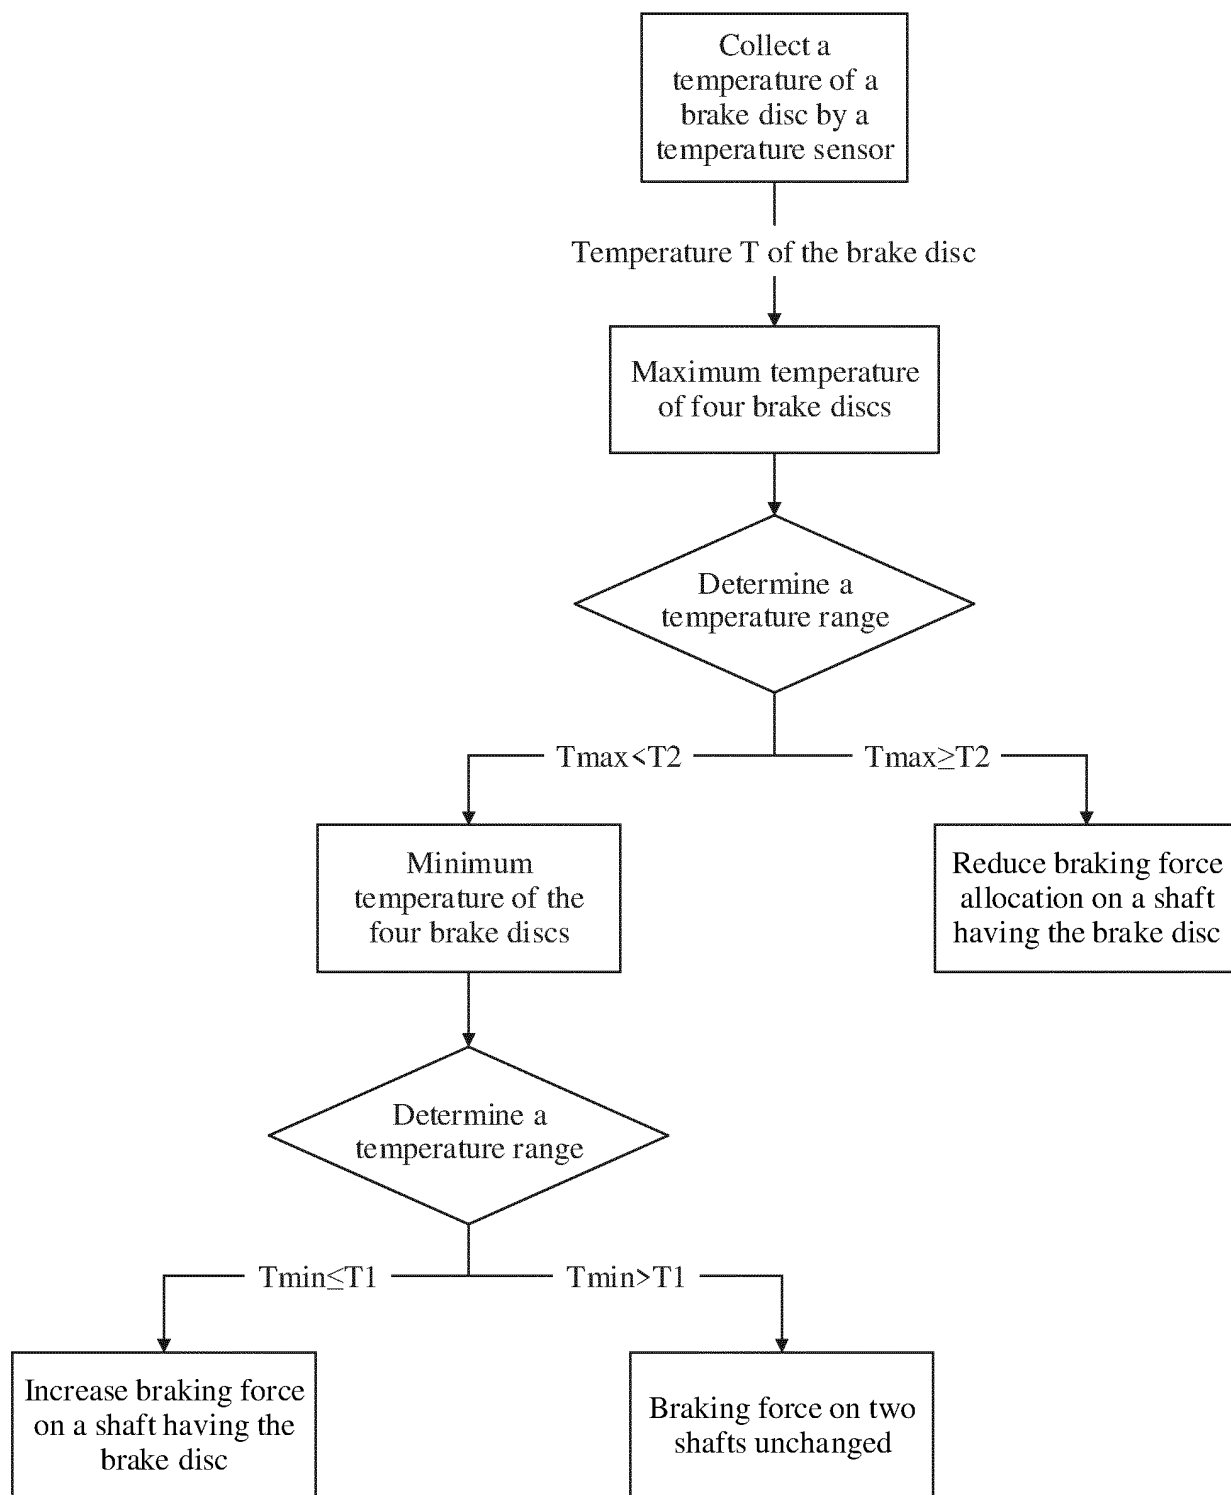 Collect a
temperature of a
brake disc by a
temperature sensor
Temperature T of the brake disc
Maximum temperature
of four brake discs
Determine a
temperature range
Tmax<T2
Tmax≥T2
Minimum
temperature of the
four brake discs
Reduce braking force
allocation on a shaft
having the brake disc
Determine a
temperature range
Tmin≤T1
Tmin>T1
Increase braking force
on a shaft having the
brake disc
Braking force on two
shafts unchanged